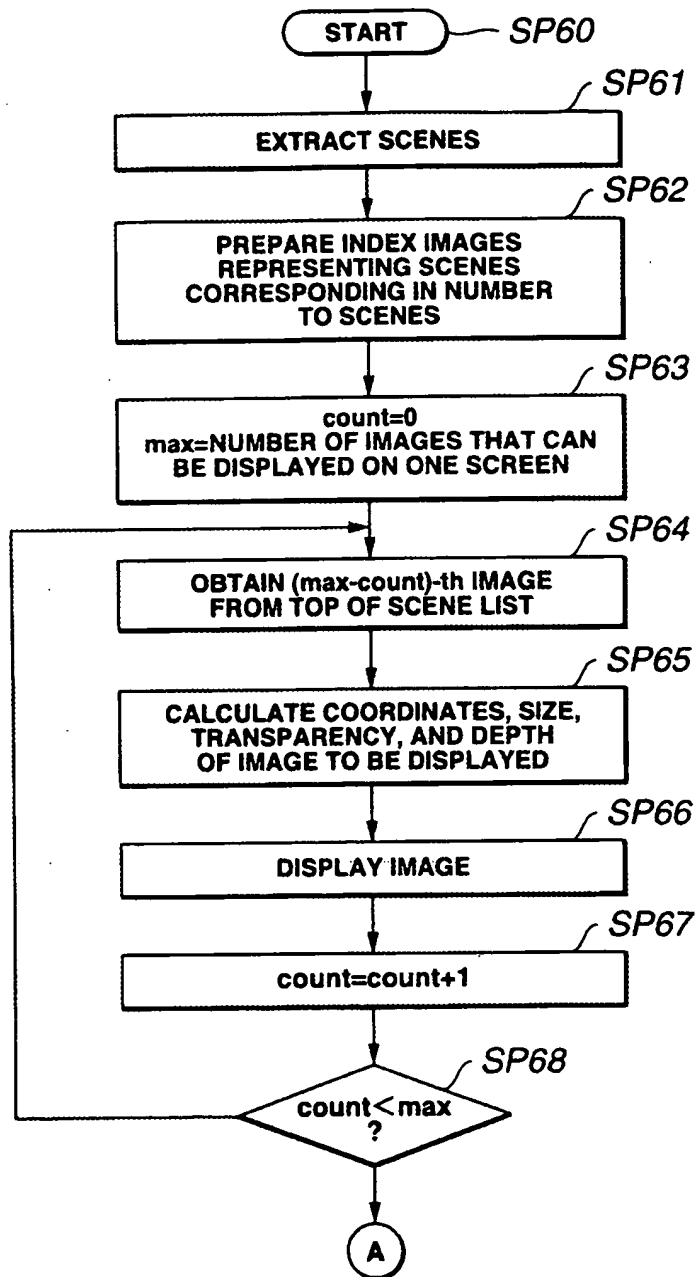 START
SP60
SP61
EXTRACT SCENES
SP62
PREPARE INDEX IMAGES
REPRESENTING SCENES
CORRESPONDING IN NUMBER
TO SCENES
SP63
count=0
max=NUMBER OF IMAGES THAT CAN
BE DISPLAYED ON ONE SCREEN
SP64
OBTAIN (max-count)-th IMAGE
FROM TOP OF SCENE LIST
SP65
CALCULATE COORDINATES, SIZE,
TRANSPARENCY, AND DEPTH
OF IMAGE TO BE DISPLAYED
SP66
DISPLAY IMAGE
SP67
count=count+1
SP68
count<max
?
A